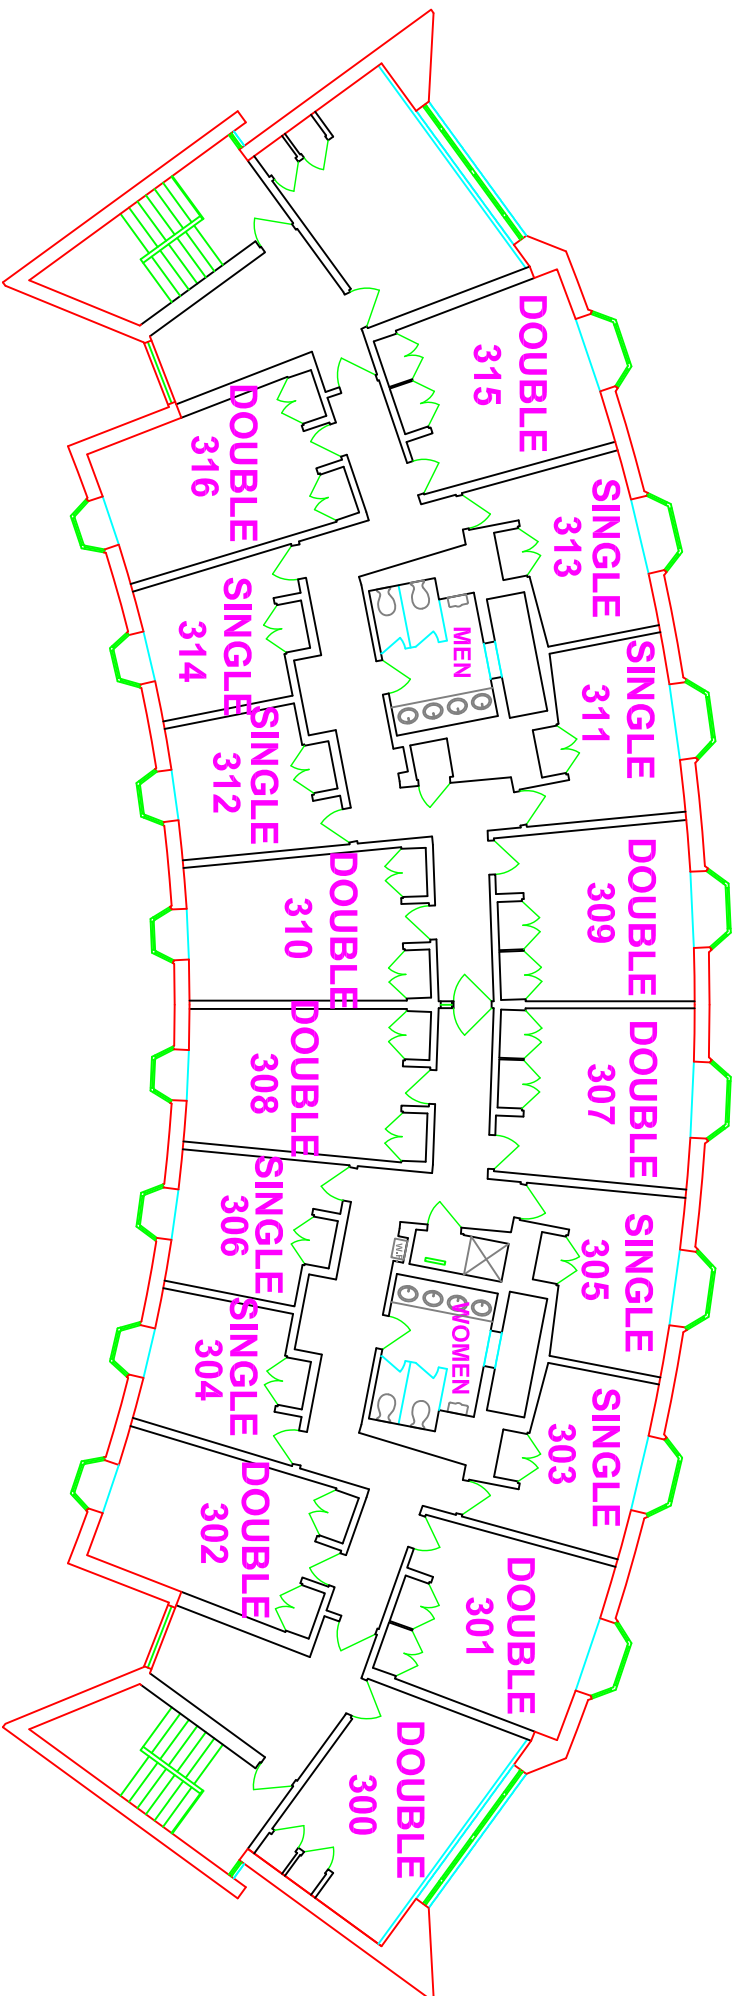 DOUBLE
315
DOUBLE
316
SINGLE
313
SINGLE
314
MEN
SINGLE
311
SINGLE
312
DOUBLE
309
DOUBLE
310
DOUBLE
307
DOUBLE
308
SINGLE
305
SINGLE
306
W.F
WOMEN
SINGLE
303
SINGLE
304
DOUBLE
301
DOUBLE
302
DOUBLE
300